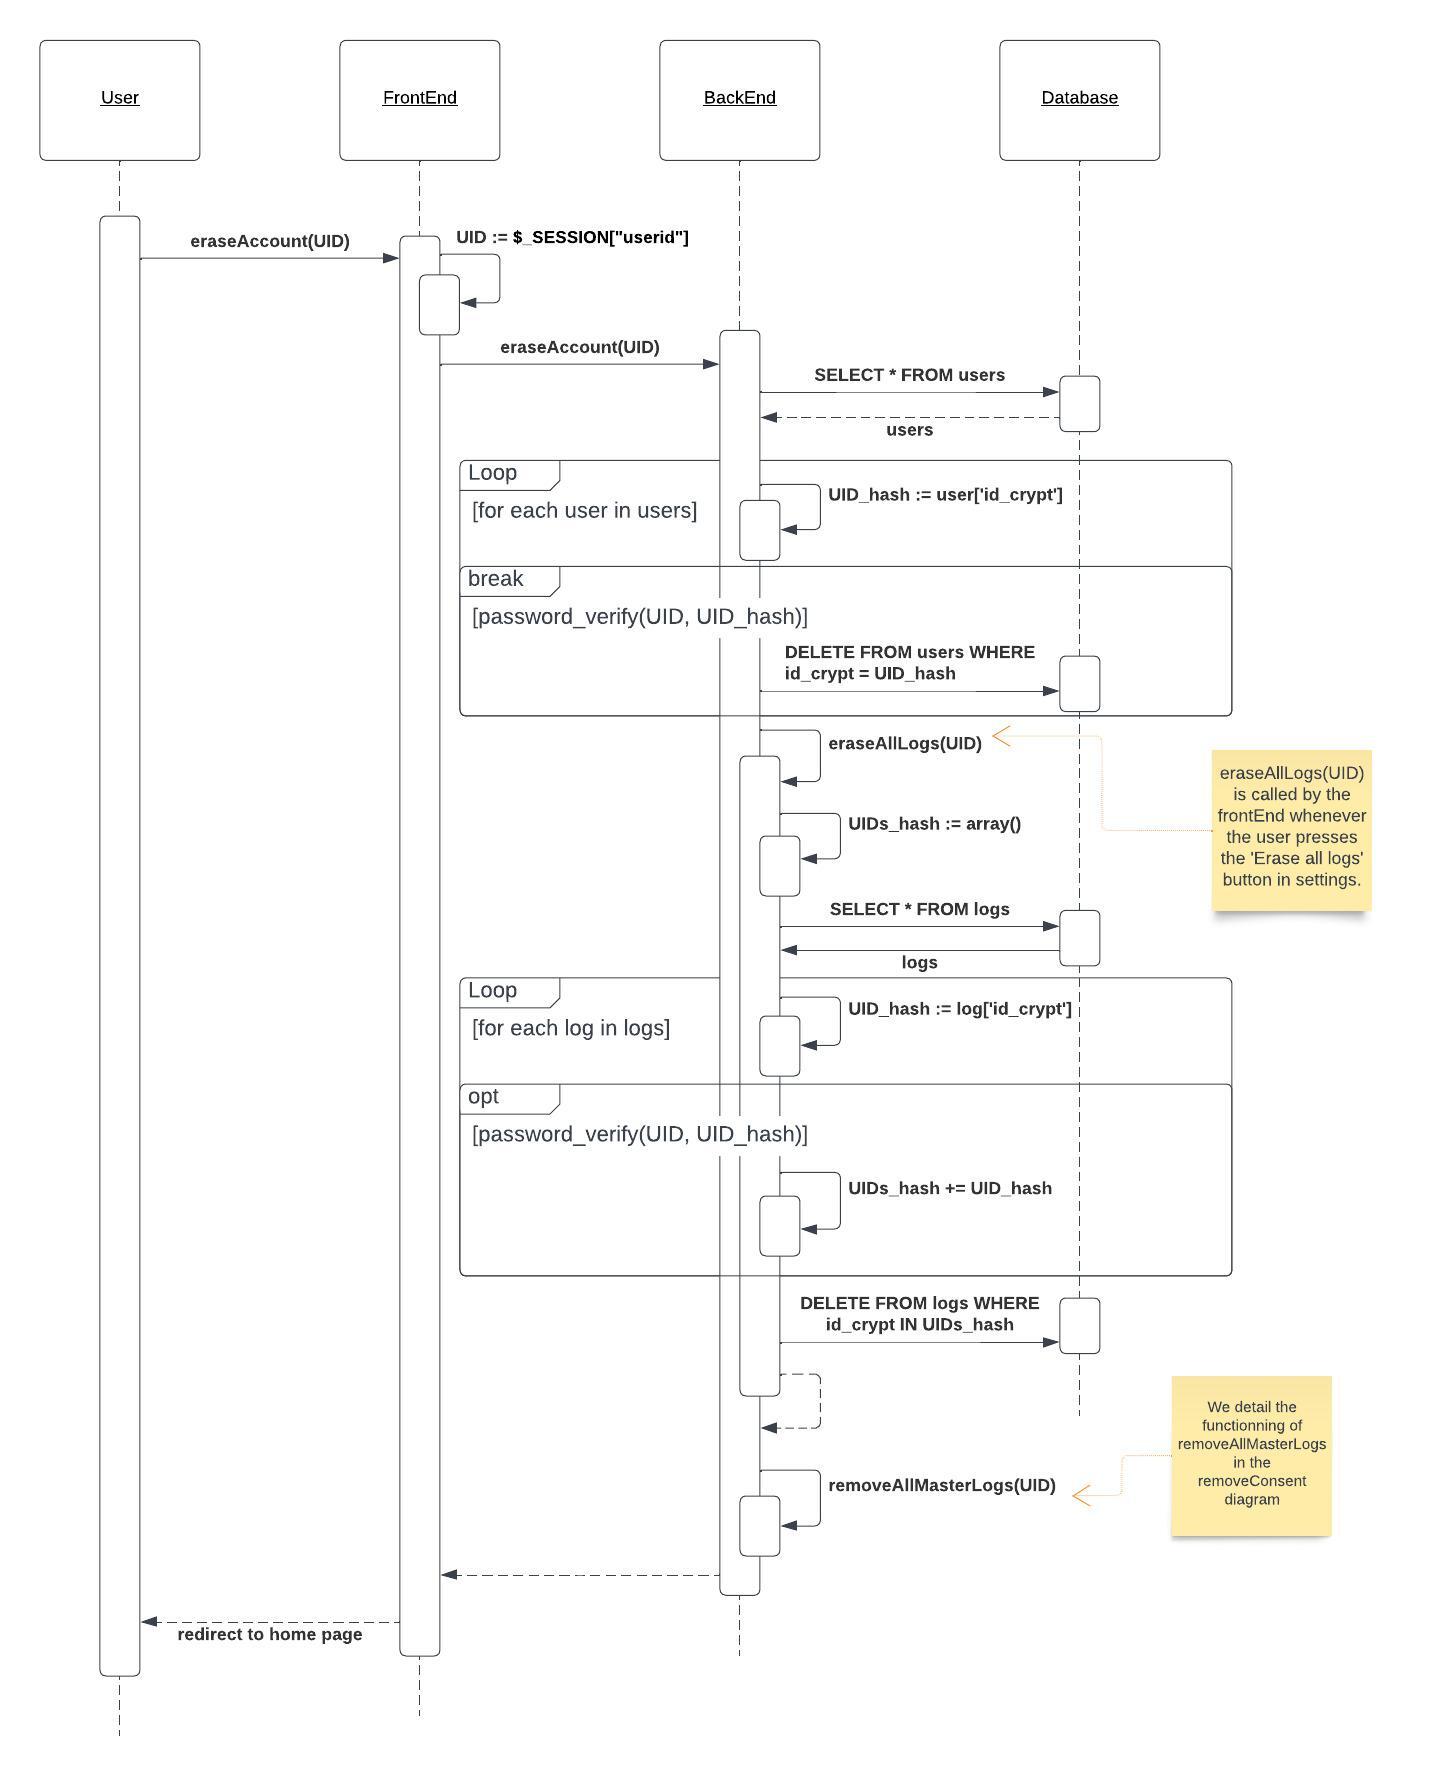 User
FrontEnd
BackEnd
Database
eraseAccount(UID)
UID := $_SESSION["userid"]
eraseAccount(UID)
SELECT * FROM users
users
Loop
[for each user in users]
UID_hash := user['id_crypt']
break
[password_verify(UID, UID_hash)]
DELETE FROM users WHERE
id_crypt = UID_hash
eraseAllLogs(UID)
eraseAllLogs(UID)
is called by the
frontEnd whenever
the user presses
the 'Erase all logs'
button in settings.
UIDs_hash := array()
SELECT * FROM logs
logs
Loop
[for each log in logs]
UID_hash := log['id_crypt']
opt
[password_verify(UID, UID_hash)]
UIDs_hash += UID_hash
DELETE FROM logs WHERE
id_crypt IN UIDs_hash
We detail the
functionning of
removeAllMasterLogs
in the
removeConsent
diagram
removeAllMasterLogs(UID)
redirect to home page